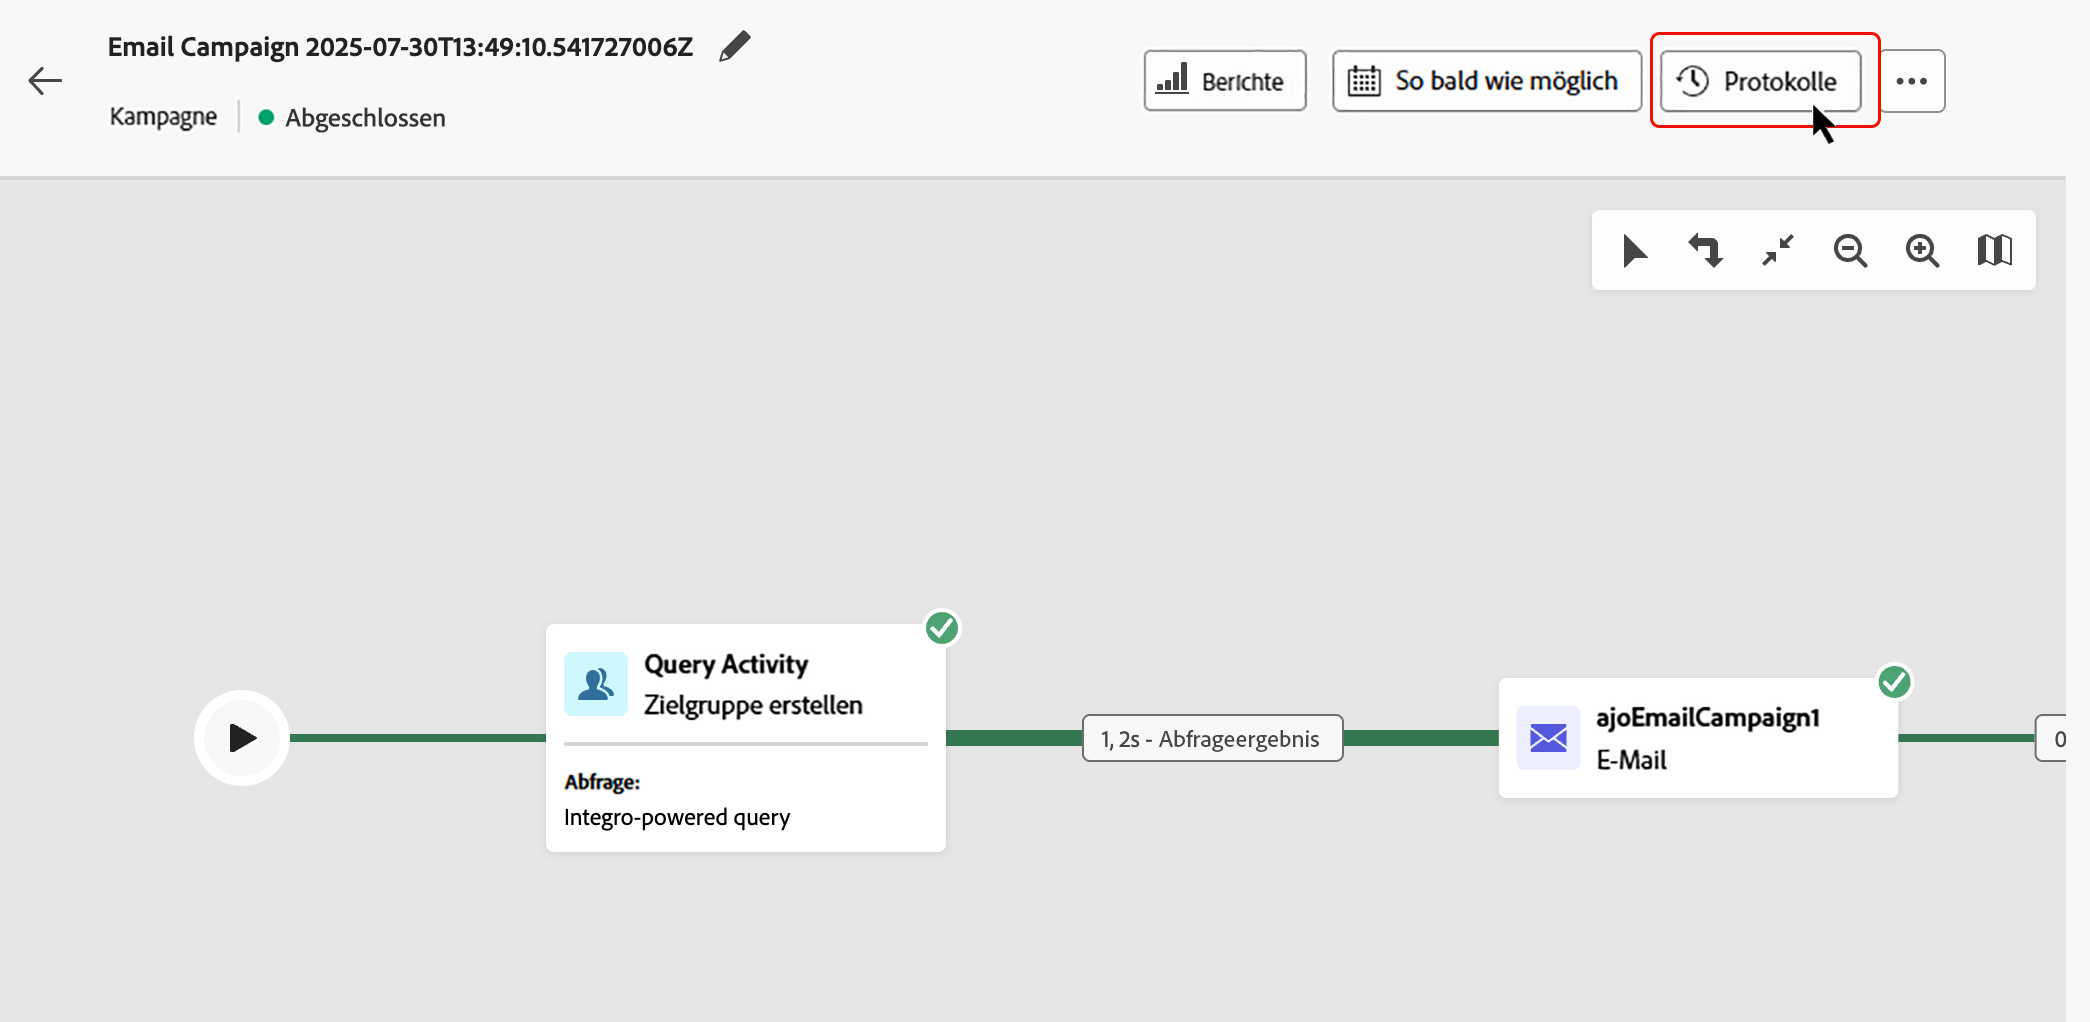 Email Campaign 2025-07-30T13:49:10.541727006Z
Kampagne
Abgeschlossen
Berichte
So bald wie möglich
Protokolle
Query Activity
Zielgruppe erstellen
Abfrage:
Integro-powered query
1, 2s - Abfrageergebnis
ajoEmailCampaign1
E-Mail
0